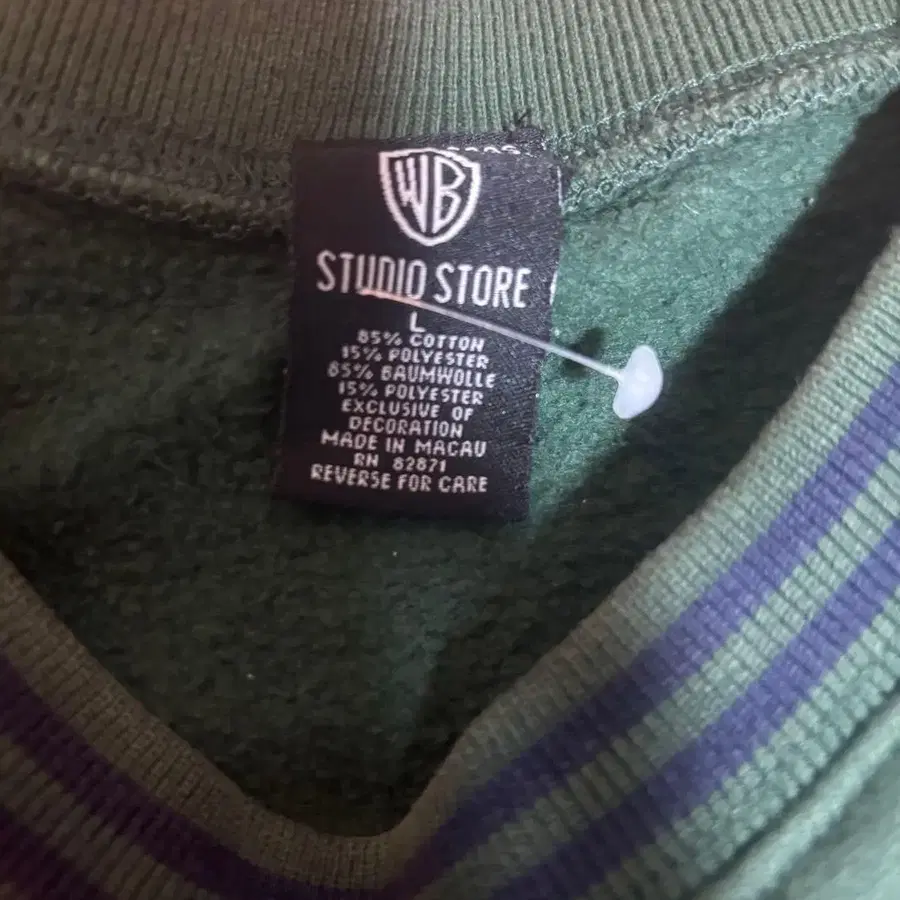 WB
STUDIO STORE
L
85% COTTON
15% POLYESTER
85% BAUMWOLLE
15% POLYESTER
EXCLUSIVE OF
DECORATION
MADE IN MACAU
RN 82871
REVERSE FOR CARE